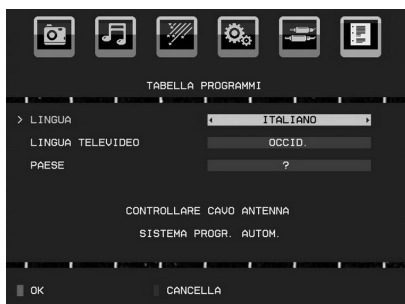 TABELLA PROGRAMMI
> LINGUA ITALIANO
LINGUA TELEVIDEO OCCID.
PAESE ?
CONTROLLARE CAVO ANTENNA
SISTEMA PROGR. AUTOM.
OK CANCELLA